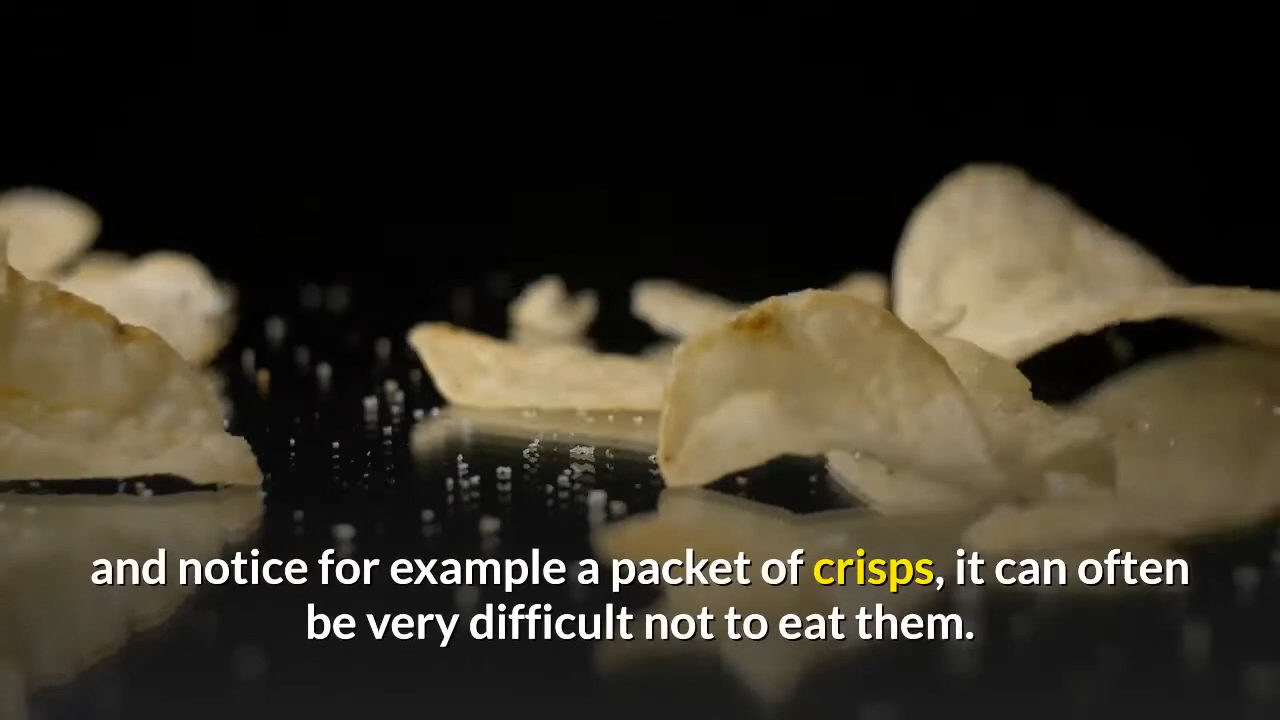 and notice for example a packet of crisps, it can often
be very difficult not to eat them.